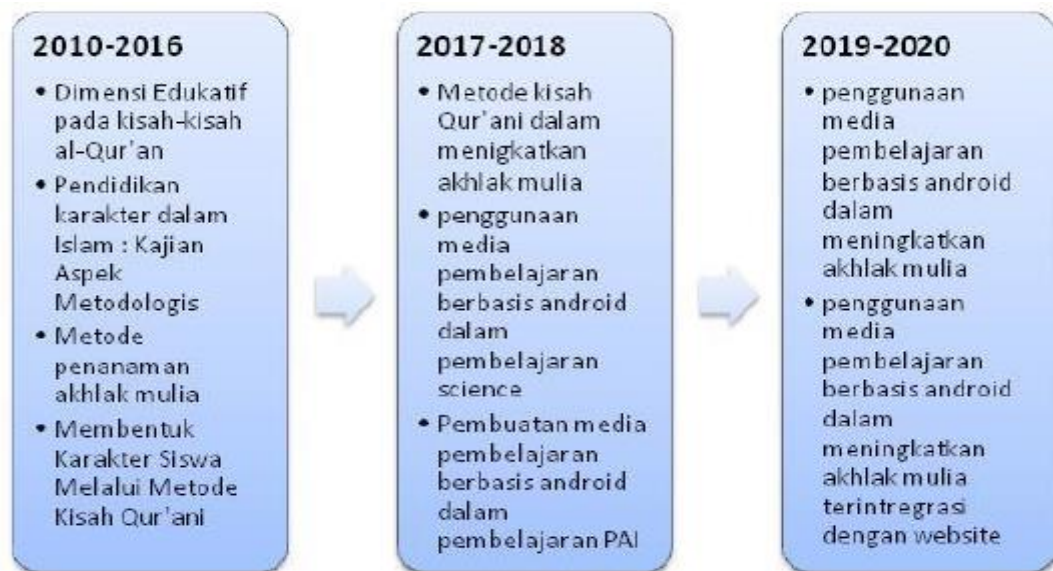 2010-2016
• Dimensi Edukatif
pada kisah-kisah
al-Qur'an
• Pendidikan
karakter dalam
Islam : Kajian
Aspek
Metodologis
• Metode
penanaman
akhlak mulia
• Membentuk
Karakter Siswa
Melalui Metode
Kisah Qur'ani
2017-2018
• Metode kisah
Qur'ani dalam
menigkatkan
akhlak mulia
• penggunaan
media
pembelajaran
berbasis android
dalam
pembelajaran
science
• Pembuatan media
pembelajaran
berbasis android
dalam
pembelajaran PAI
2019-2020
• penggunaan
media
pembelajaran
berbasis android
dalam
meningkatkan
akhlak mulia
• penggunaan
media
pembelajaran
berbasis android
dalam
meningkatkan
akhlak mulia
terintregrasi
dengan website